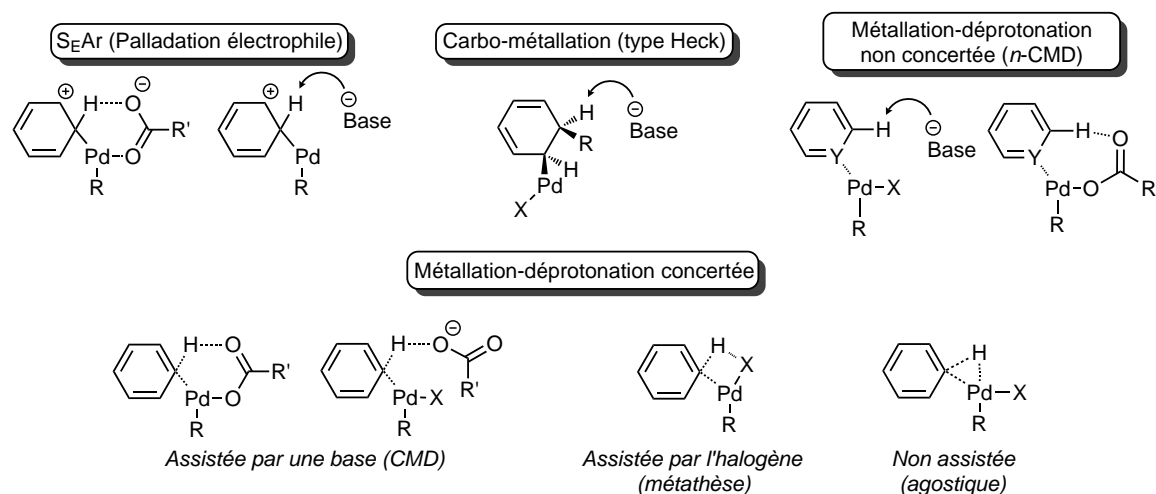 SEAr (Palladation électrophile)
Carbo-métallation (type Heck)
Métallation-déprotonation
non concertée (n-CMD)
H O R' Pd O R
H Base Pd R
H R Base H Pd X
H Base Y Pd X R
H O Y Pd O R R
Métallation-déprotonation concertée
H O R' Pd O R
H O O R' Pd X R
H X Pd R
H Pd X R
Assistée par une base (CMD)
Assistée par l'halogène
(métathèse)
Non assistée
(agostique)